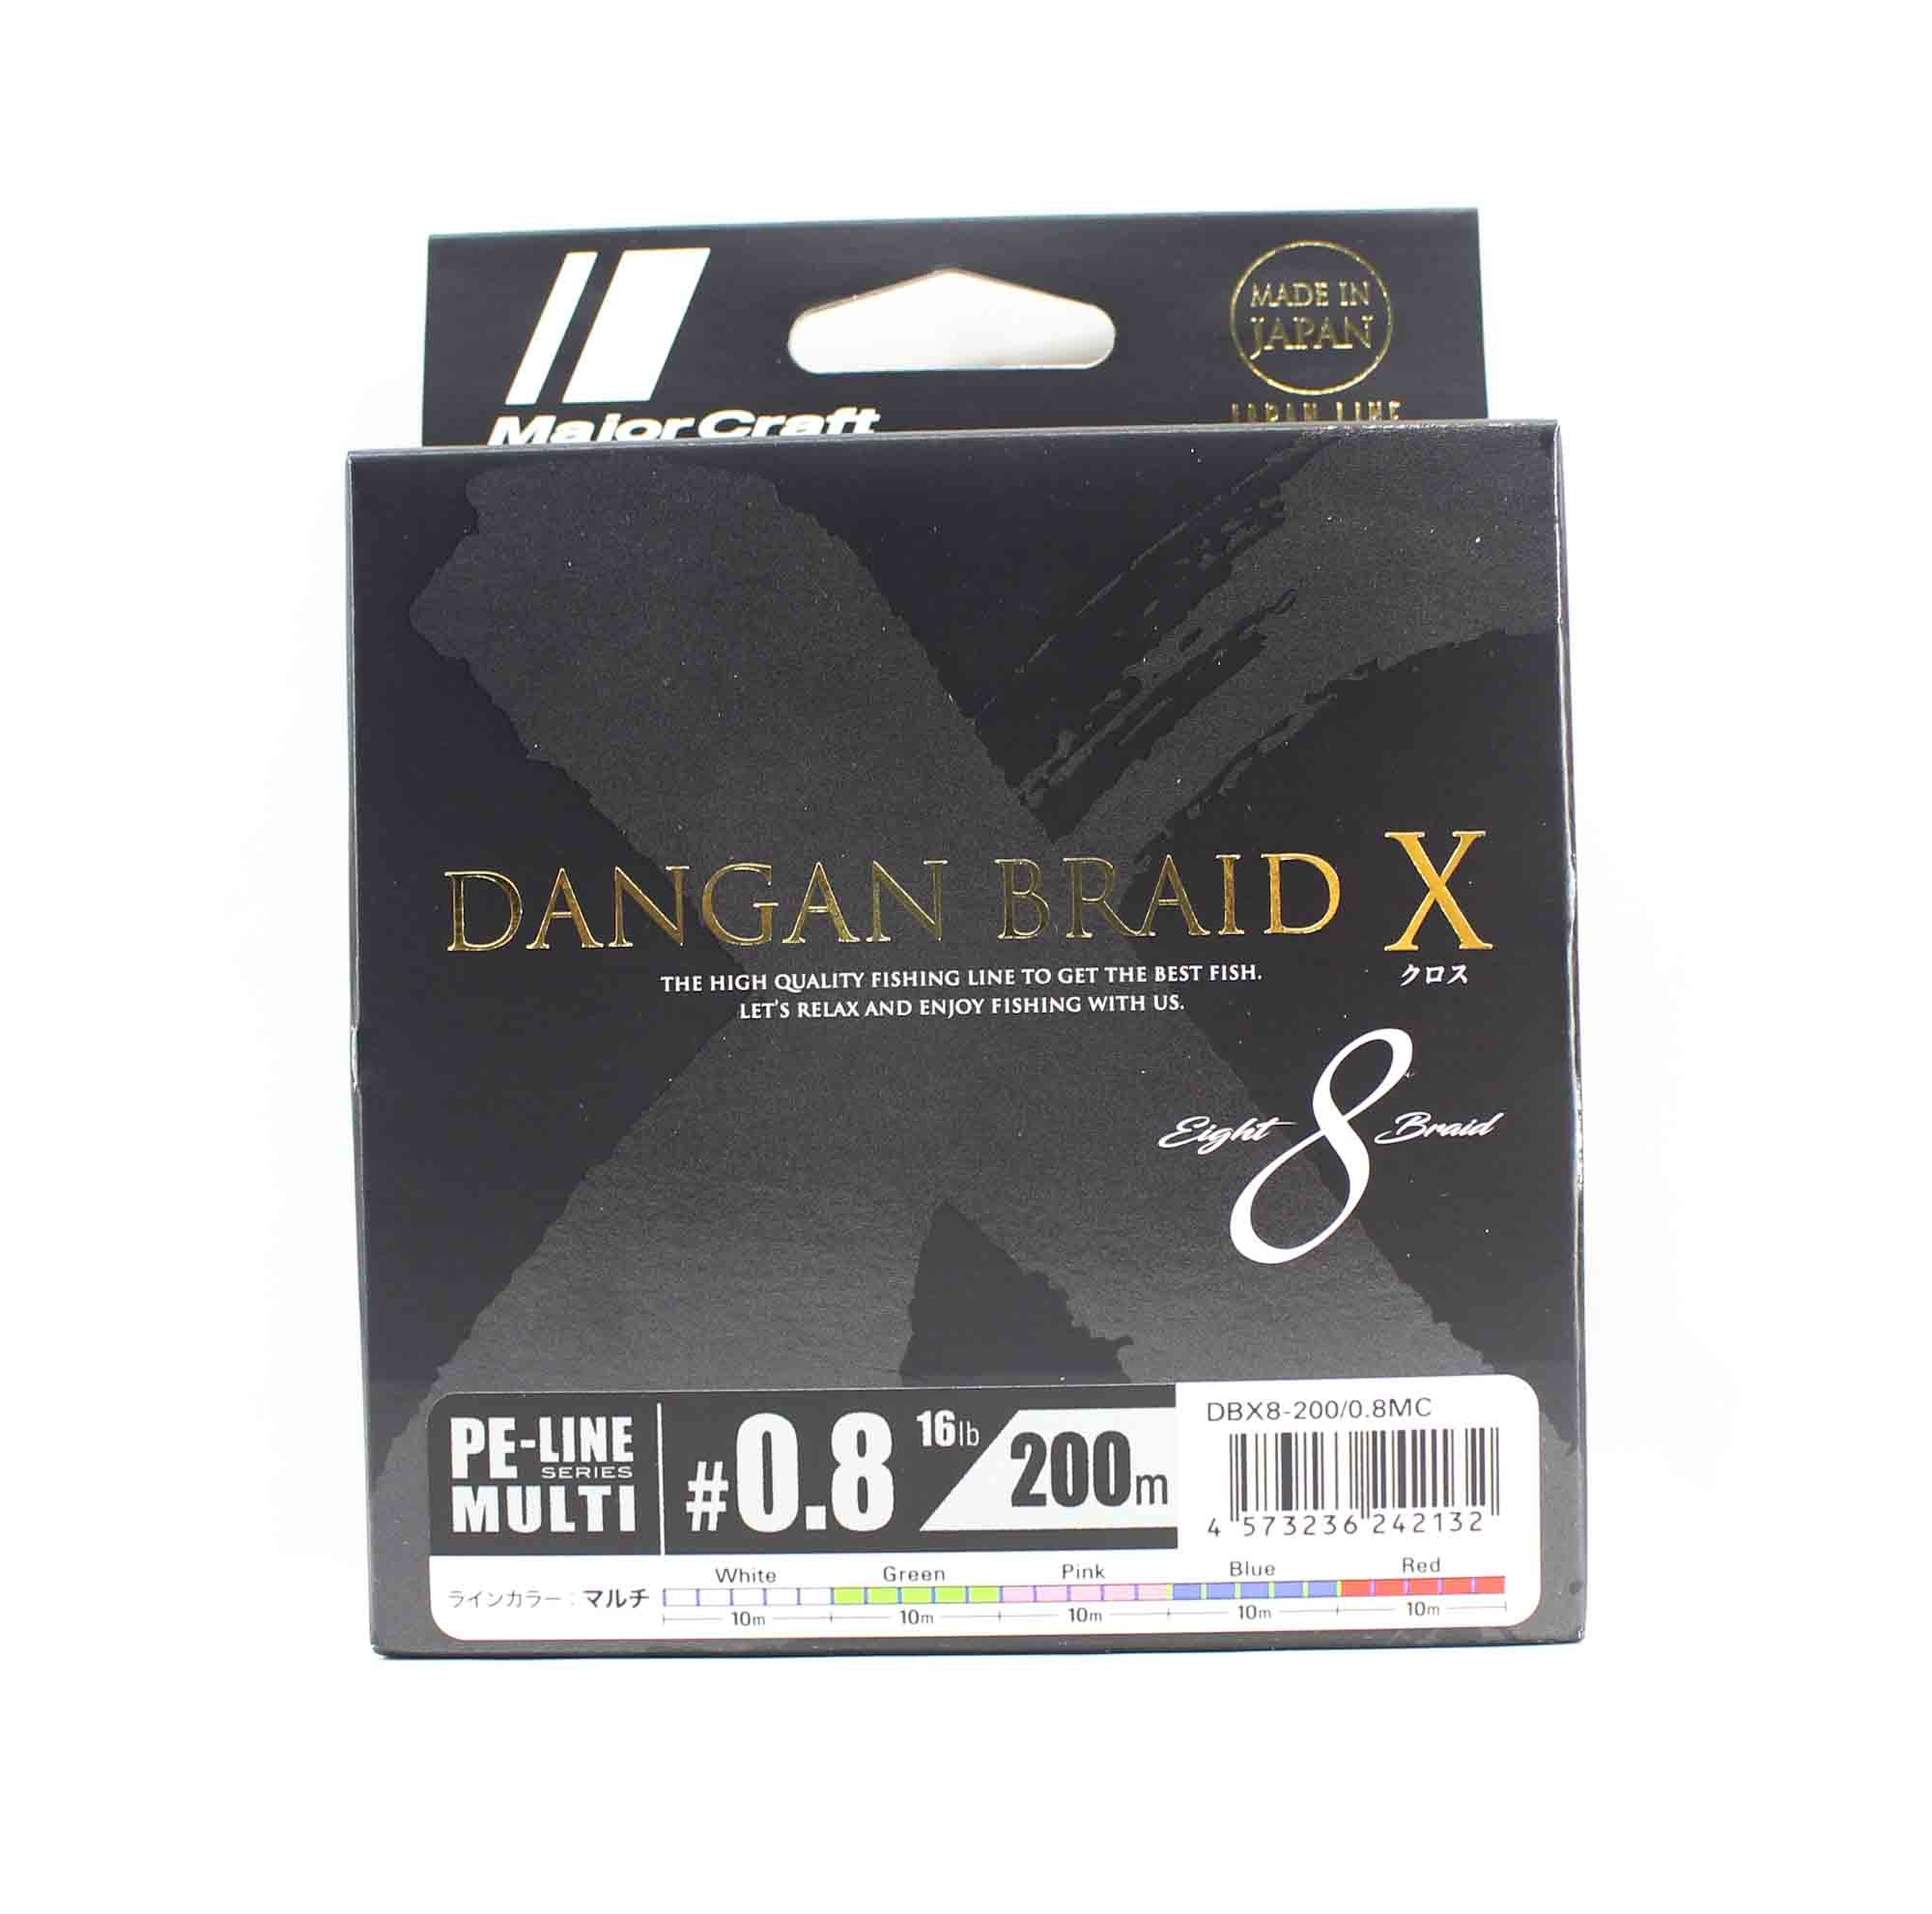 MADE IN
JAPAN
JAPAN LINE
Major Craft
DANGAN BRAID X
クロス
THE HIGH QUALITY FISHING LINE TO GET THE BEST FISH.
LET'S RELAX AND ENJOY FISHING WITH US.
Eight 8 Braid
PE-LINE
SERIES
MULTI
#0.8 16lb 200m
DBX8-200/0.8MC
4 573236 242132
White Green Pink Blue Red
ラインカラー：マルチ
10m 10m 10m 10m 10m